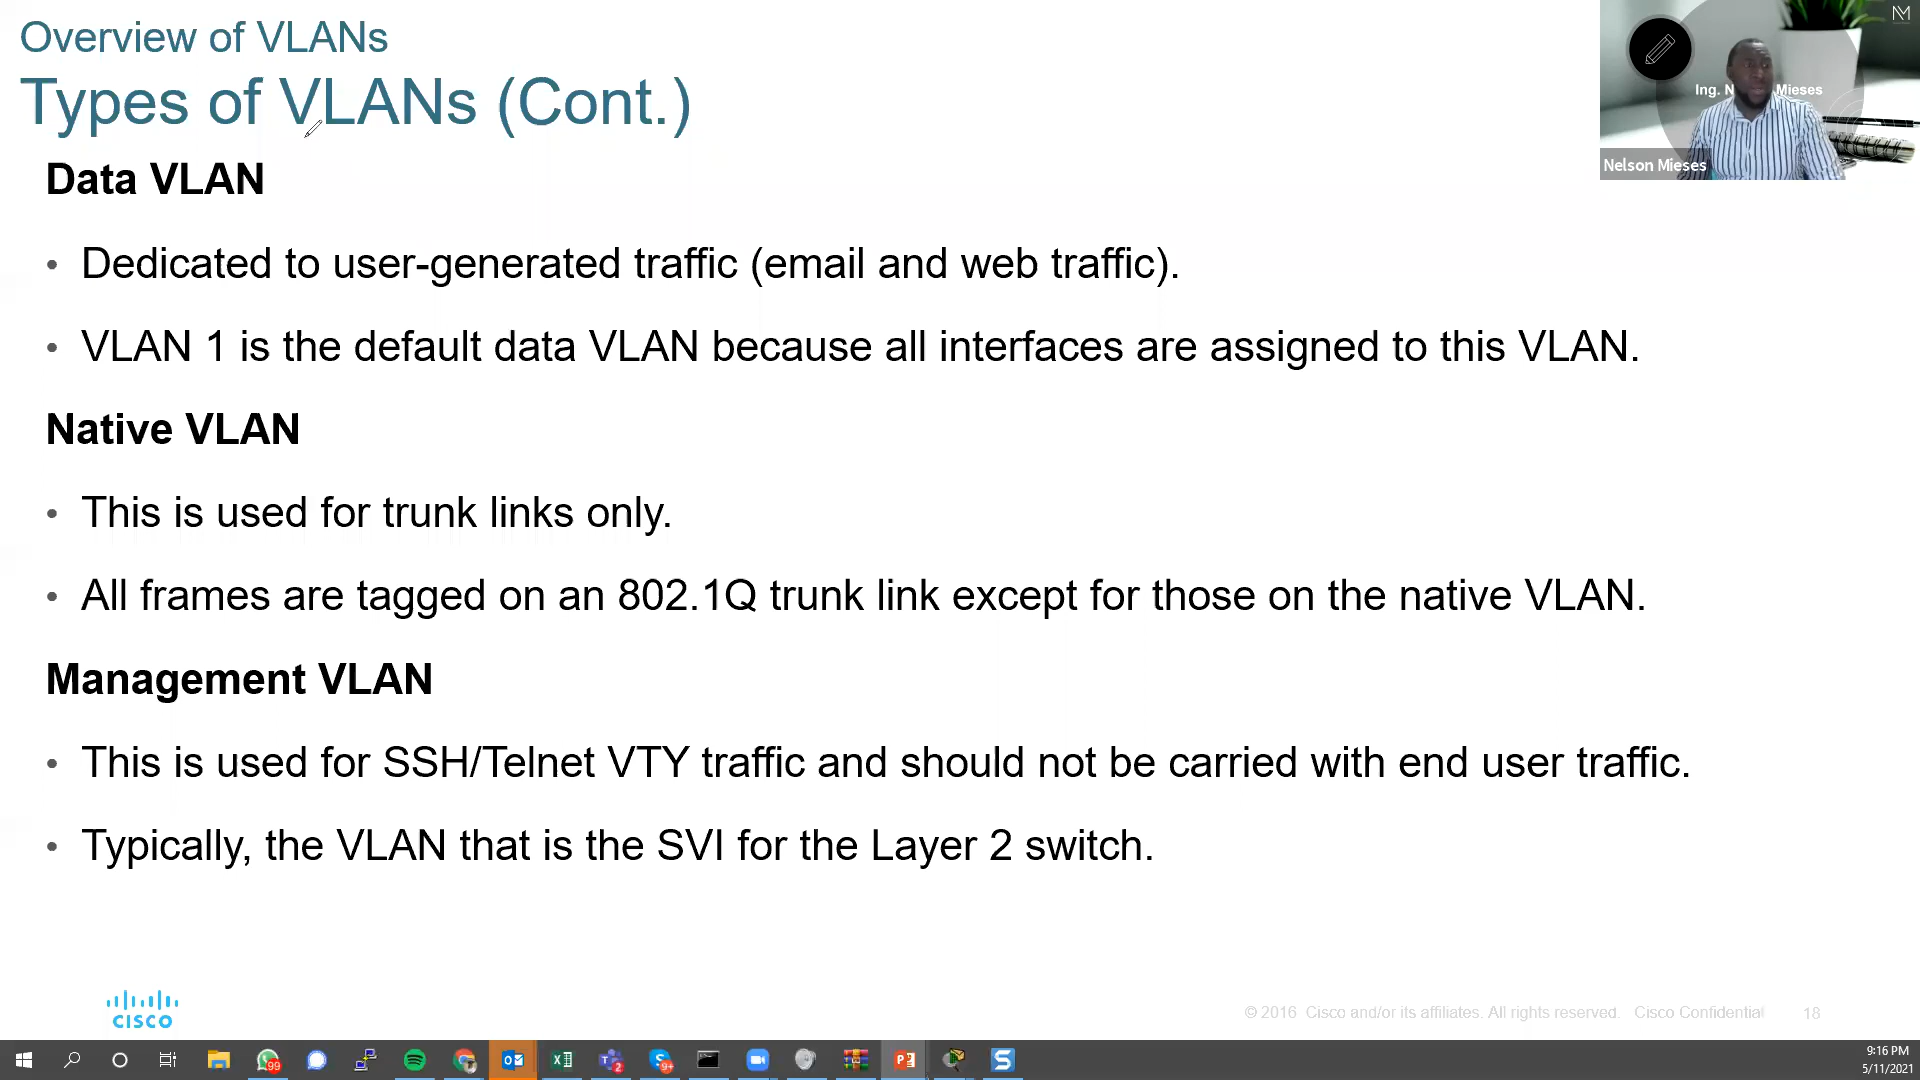 Overview of VLANs
Types of VLANs (Cont.)
Ing. N Mieses
Nelson Mieses
Data VLAN
• Dedicated to user-generated traffic (email and web traffic).
• VLAN 1 is the default data VLAN because all interfaces are assigned to this VLAN.
Native VLAN
• This is used for trunk links only.
• All frames are tagged on an 802.1Q trunk link except for those on the native VLAN.
Management VLAN
• This is used for SSH/Telnet VTY traffic and should not be carried with end user traffic.
• Typically, the VLAN that is the SVI for the Layer 2 switch.
CISCO
© 2016 Cisco and/or its affiliates. All rights reserved. Cisco Confidential 18
99
2
9+
9:16 PM
5/11/2021